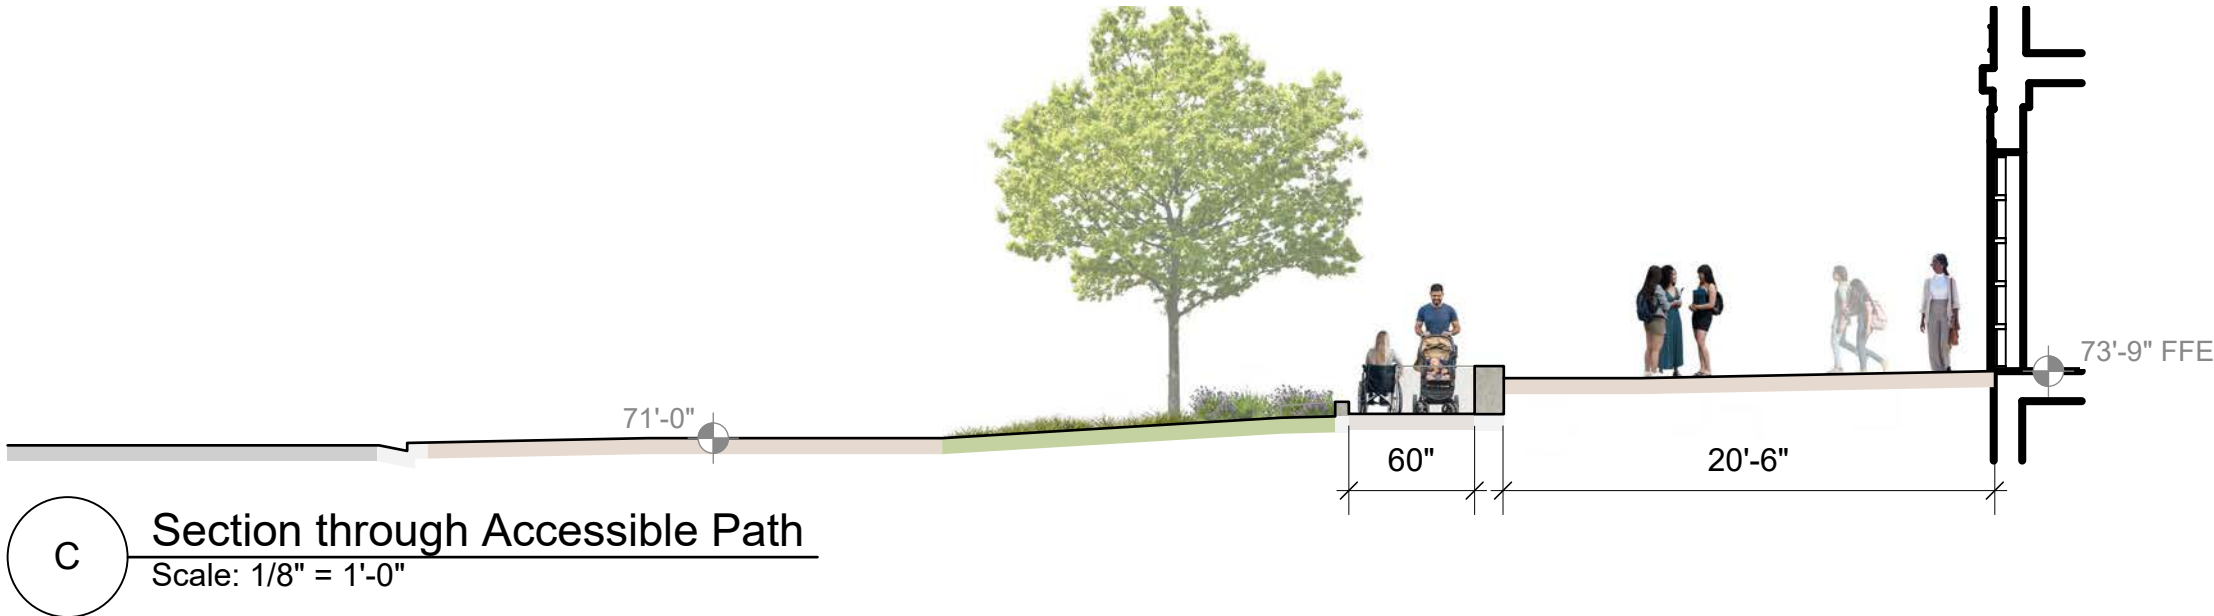 73'-9" FFE
71'-0"
60"
20'-6"
C
Section through Accessible Path
Scale: 1/8" = 1'-0"